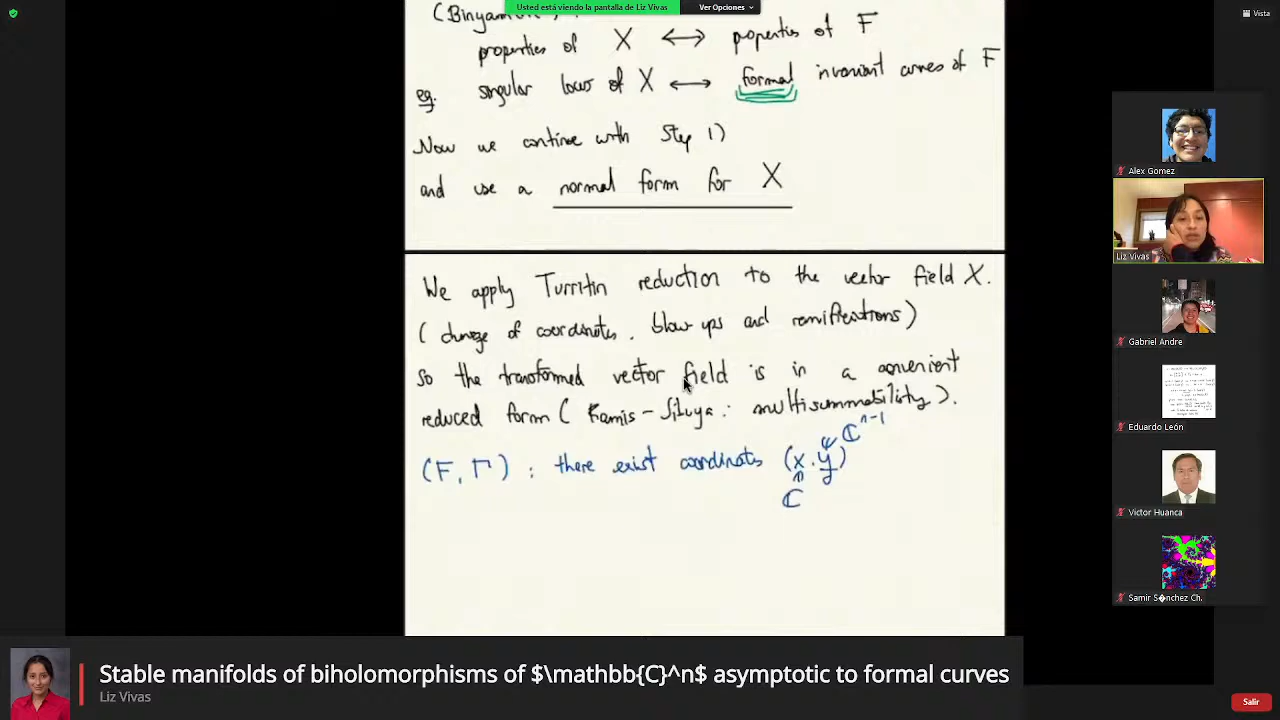 Usted está viendo la pantalla de Liz Vivas
Ver Opciones
Vista
properties of X ⟷ properties of F
eg. singular locus of X ⟷ formal invariant curves of F
Now we continue with Step 1)
and use a normal form for X
We apply Turritin reduction to the vector field X.
(change of coordinates, blow ups and ramifications)
so the transformed vector field is in a convenient
reduced form (Ramis-Sibuya: multisummability).
(F, Γ) : there exist coordinates (x, y)
ℂ^{n-1}
ℂ
Alex Gomez
Liz Vivas
Gabriel Andre
Eduardo León
Victor Huanca
Samir S�nchez Ch.
Stable manifolds of biholomorphisms of $\mathbb{C}^n$ asymptotic to formal curves
Liz Vivas
Salir